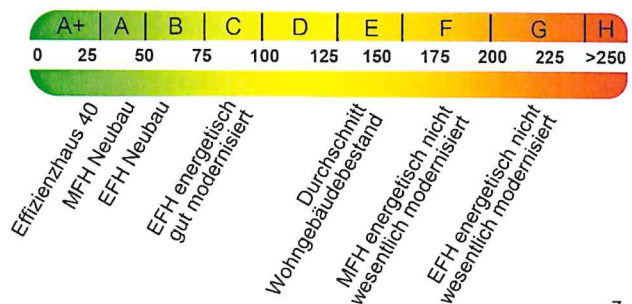 A+ A B C D E F G H
0 25 50 75 100 125 150 175 200 225 >250
Effizienzhaus 40
MFH Neubau
EFH Neubau
EFH energetisch
gut modernisiert
Durchschnitt
Wohngebäudebestand
MFH energetisch nicht
wesentlich modernisiert
EFH energetisch nicht
wesentlich modernisiert